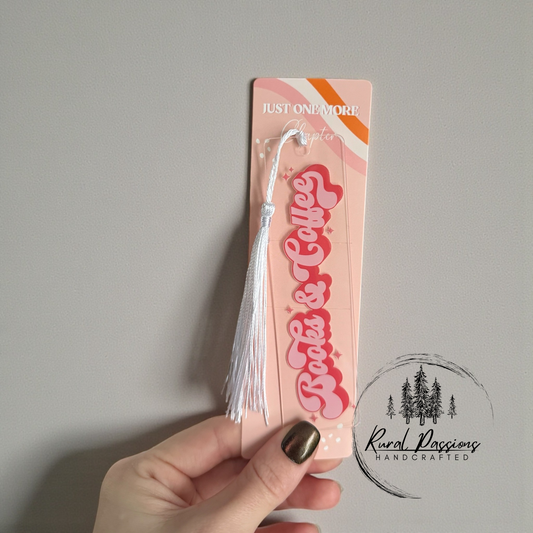 JUST ONE MORE
Chapter
Books & Coffee
Rural Passions
HANDCRAFTED